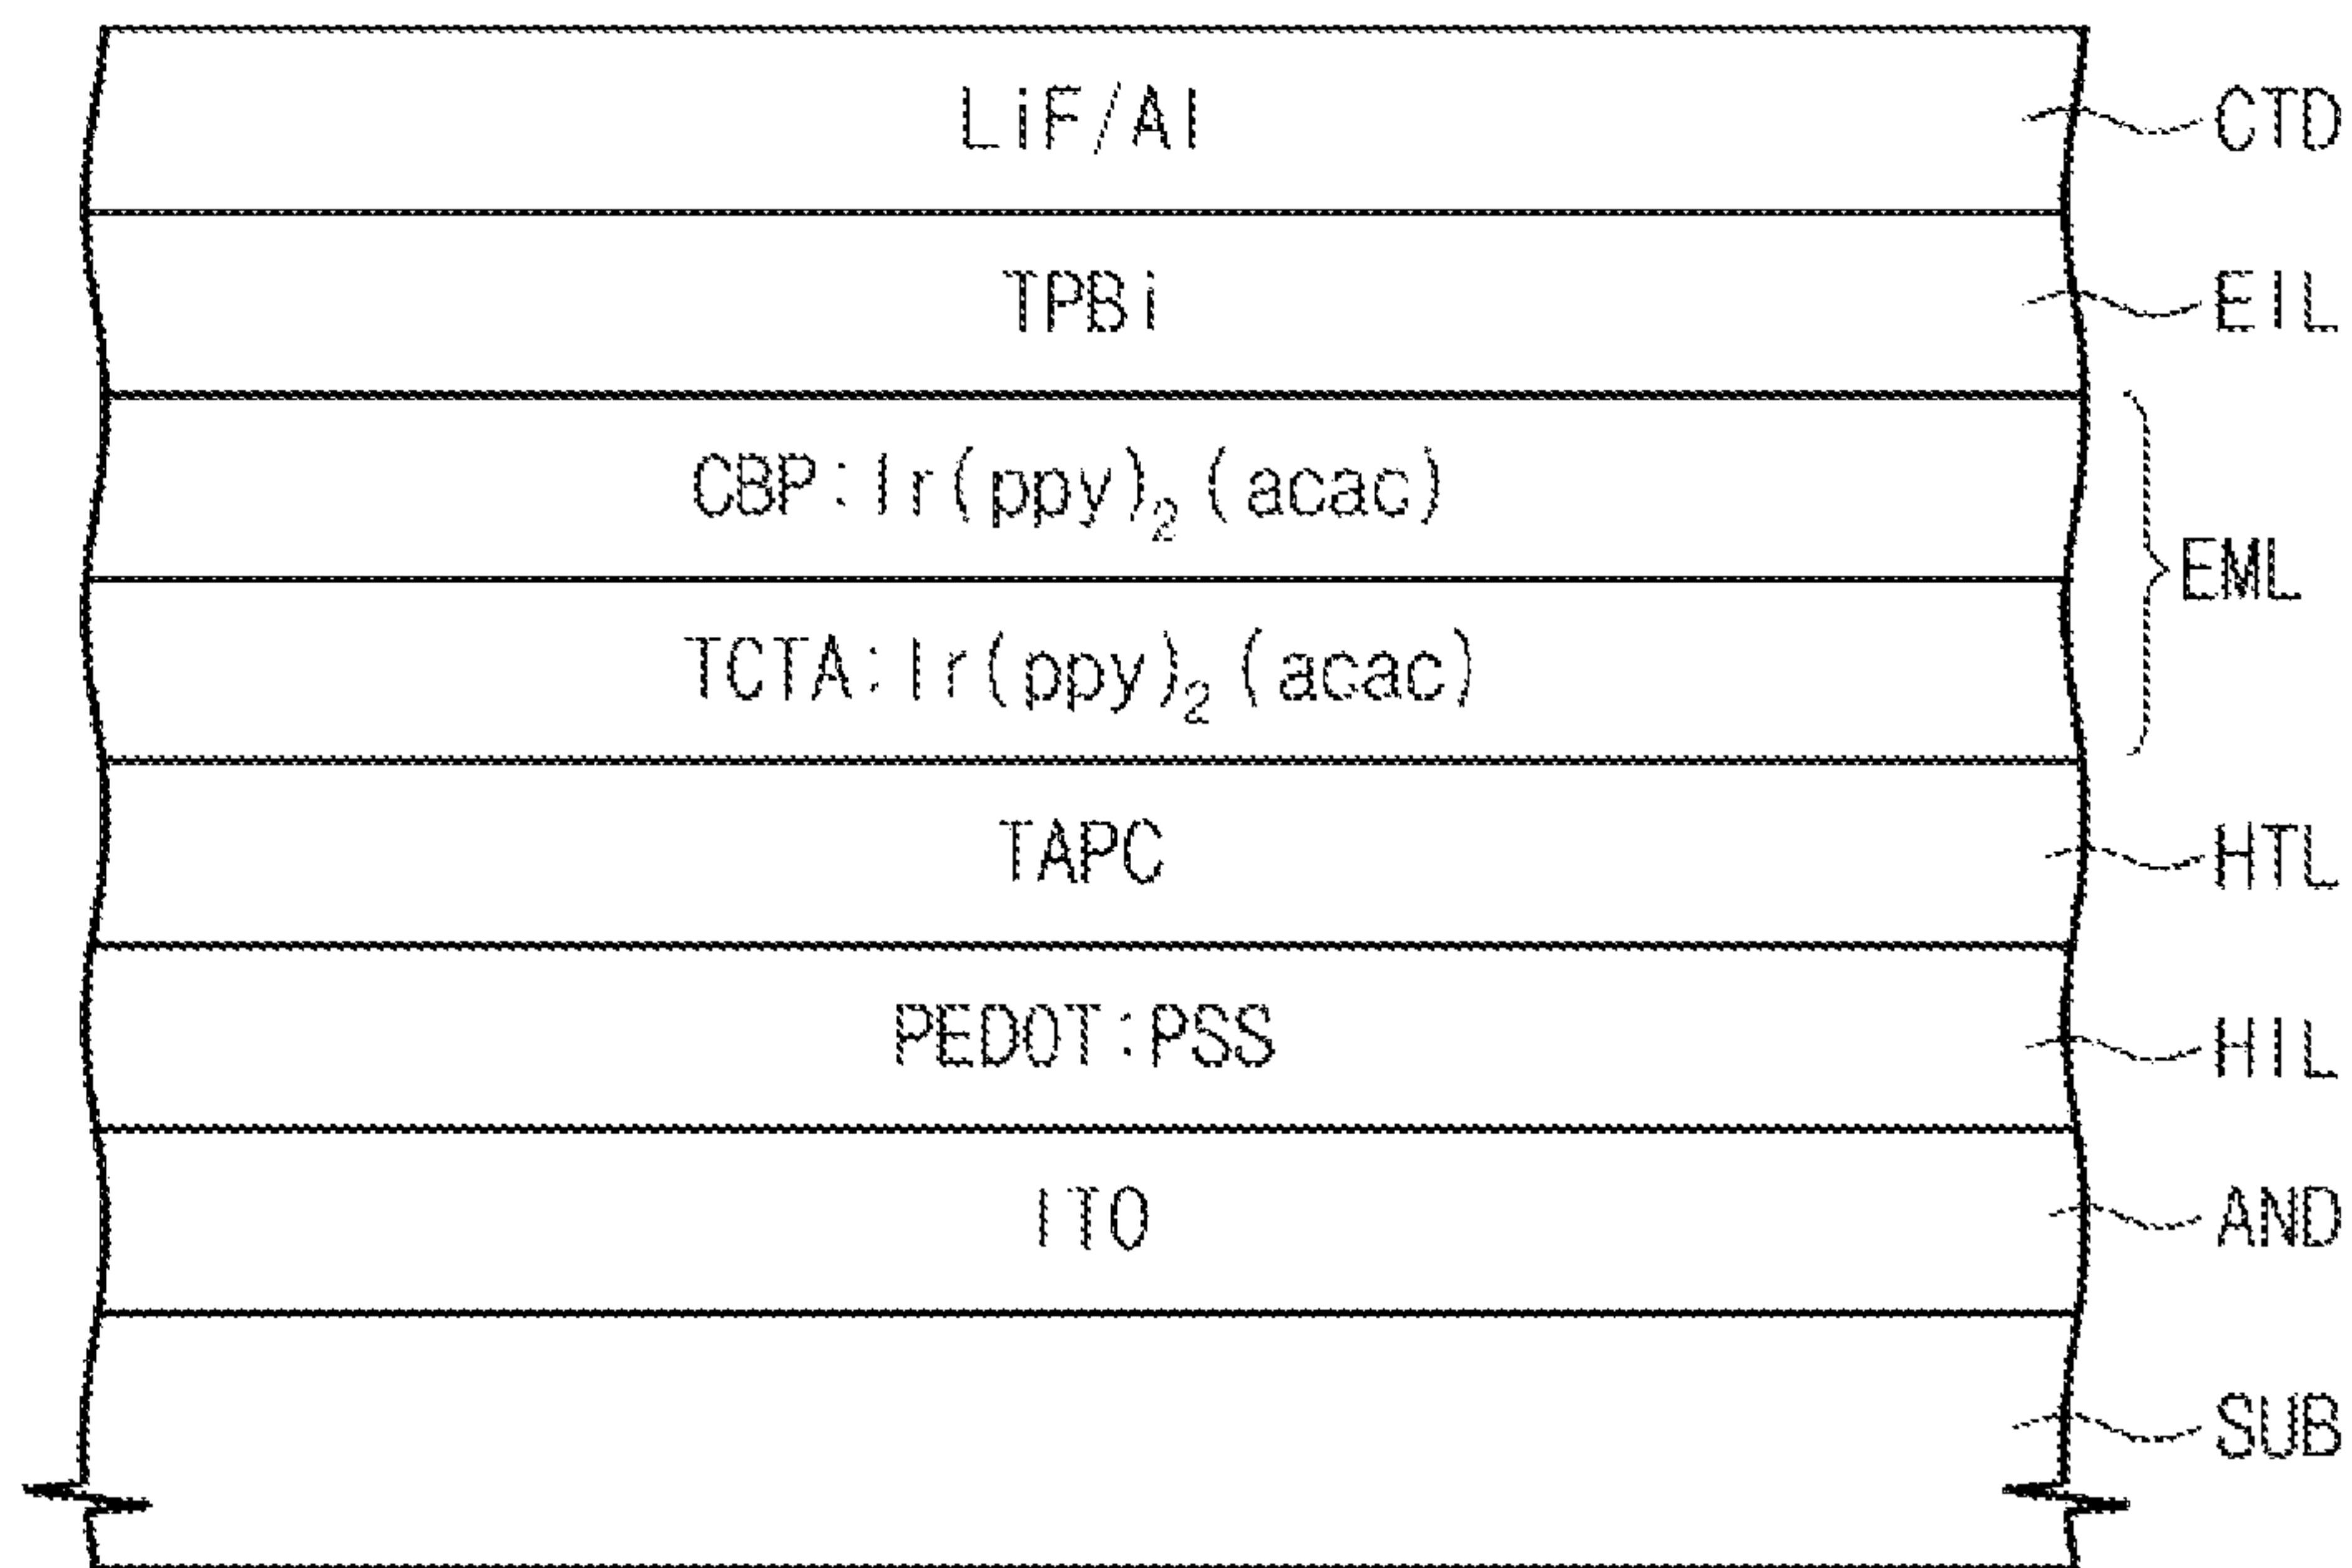 LiF/Al CTD
TPBi EIL
CBP:Ir(ppy)₂(acac)
EML
TCTA:Ir(ppy)₂(acac)
TAPC HTL
PEDOT:PSS HIL
ITO AND
SUB